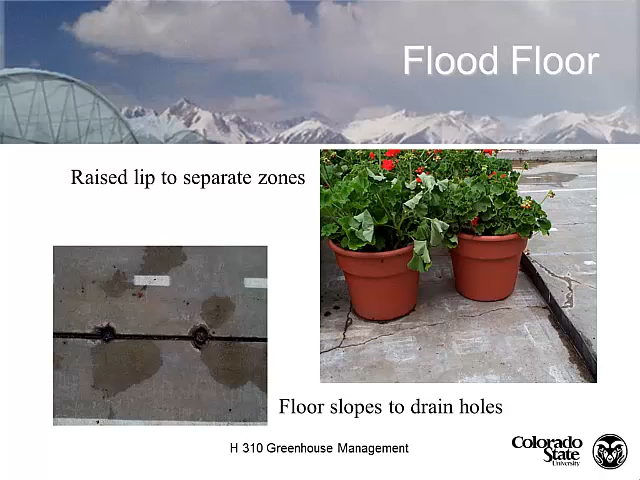 Flood Floor
Raised lip to separate zones
Floor slopes to drain holes
H 310 Greenhouse Management
Colorado
State
University